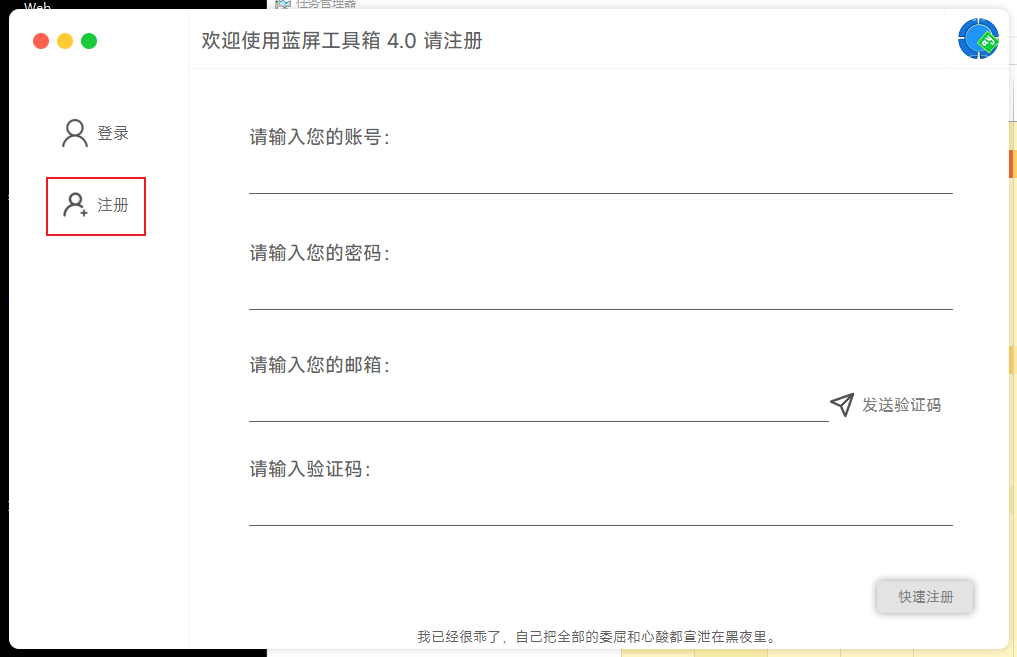 Web
任务管理器
欢迎使用蓝屏工具箱 4.0 请注册
登录
注册
请输入您的账号：
请输入您的密码：
请输入您的邮箱：
发送验证码
请输入验证码：
快速注册
我已经很乖了，自己把全部的委屈和心酸都宣泄在黑夜里。